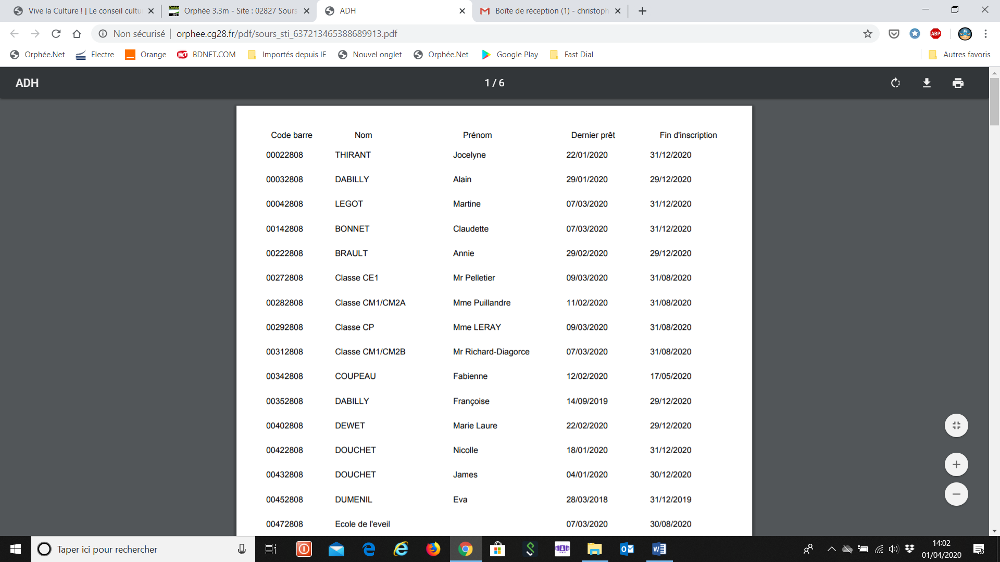 Vive la Culture ! | Le conseil cultu
Orphée 3.3m - Site : 02827 Sours
ADH
Boîte de réception (1) - christoph
Non sécurisé | orphee.cg28.fr/pdf/sours_sti_637213465388689913.pdf
ABP
Orphée.Net Electre Orange BDNET.COM Importés depuis IE Nouvel onglet Orphée.Net Google Play Fast Dial Autres favoris
ADH 1 / 6
Code barre Nom Prénom Dernier prêt Fin d'inscription
00022808 THIRANT Jocelyne 22/01/2020 31/12/2020
00032808 DABILLY Alain 29/01/2020 29/12/2020
00042808 LEGOT Martine 07/03/2020 31/12/2020
00142808 BONNET Claudette 07/03/2020 31/12/2020
00222808 BRAULT Annie 29/02/2020 29/12/2020
00272808 Classe CE1 Mr Pelletier 09/03/2020 31/08/2020
00282808 Classe CM1/CM2A Mme Puillandre 11/02/2020 31/08/2020
00292808 Classe CP Mme LERAY 09/03/2020 31/08/2020
00312808 Classe CM1/CM2B Mr Richard-Diagorce 07/03/2020 31/08/2020
00342808 COUPEAU Fabienne 12/02/2020 17/05/2020
00352808 DABILLY Françoise 14/09/2019 29/12/2020
00402808 DEWET Marie Laure 22/02/2020 29/12/2020
00422808 DOUCHET Nicolle 18/01/2020 31/12/2020
00432808 DOUCHET James 04/01/2020 30/12/2020
00452808 DUMENIL Eva 28/03/2018 31/12/2019
00472808 Ecole de l'eveil 07/03/2020 30/08/2020
Taper ici pour rechercher
14:02
01/04/2020